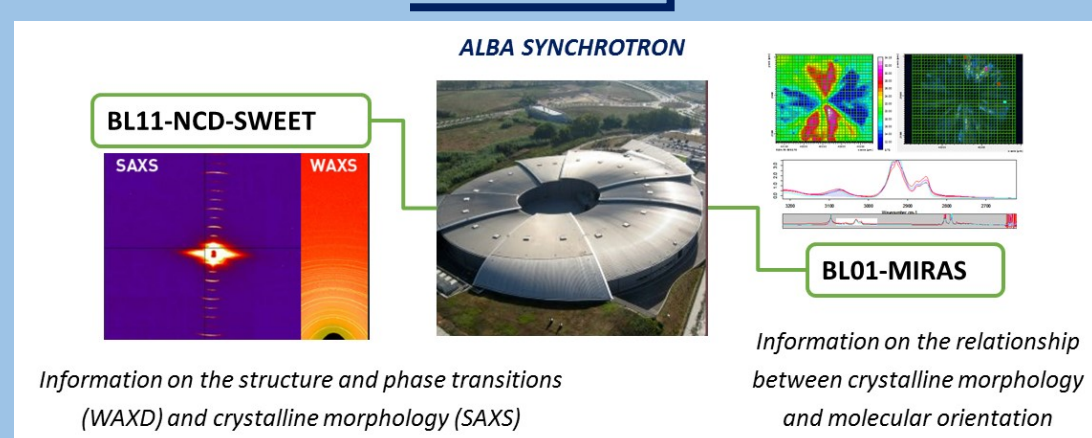 ALBA SYNCHROTRON
BL11-NCD-SWEET
SAXS
WAXS
BL01-MIRAS
Information on the structure and phase transitions
(WAXD) and crystalline morphology (SAXS)
Information on the relationship
between crystalline morphology
and molecular orientation